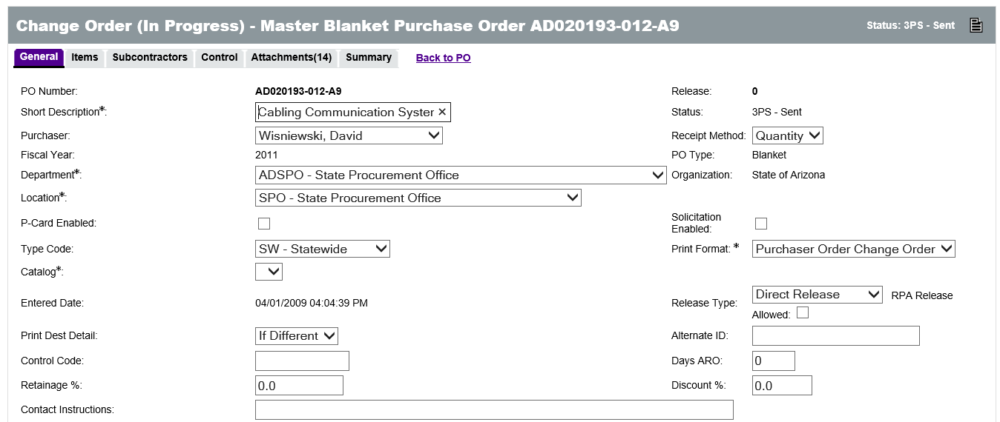 Change Order (In Progress) - Master Blanket Purchase Order AD020193-012-A9 Status: 3PS - Sent
General Items Subcontractors Control Attachments(14) Summary Back to PO
PO Number: AD020193-012-A9 Release: 0
Short Description*: Cabling Communication Syster × Status: 3PS - Sent
Purchaser: Wisniewski, David Receipt Method: Quantity
Fiscal Year: 2011 PO Type: Blanket
Department*: ADSPO - State Procurement Office Organization: State of Arizona
Location*: SPO - State Procurement Office
P-Card Enabled: Solicitation
Enabled:
Type Code: SW - Statewide Print Format: * Purchaser Order Change Order
Catalog*:
Entered Date: 04/01/2009 04:04:39 PM Release Type: Direct Release RPA Release
Allowed:
Print Dest Detail: If Different Alternate ID:
Control Code: Days ARO: 0
Retainage %: 0.0 Discount %: 0.0
Contact Instructions: